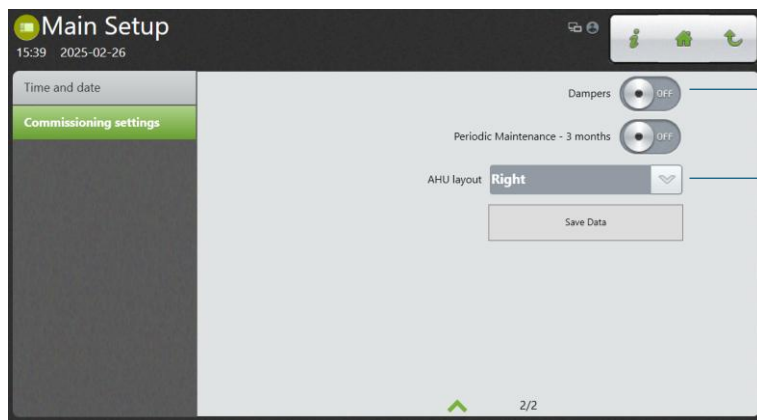 Main Setup
15:39 2025-02-26
Time and date
Commissioning settings
Dampers OFF
Periodic Maintenance - 3 months OFF
AHU layout Right
Save Data
2/2